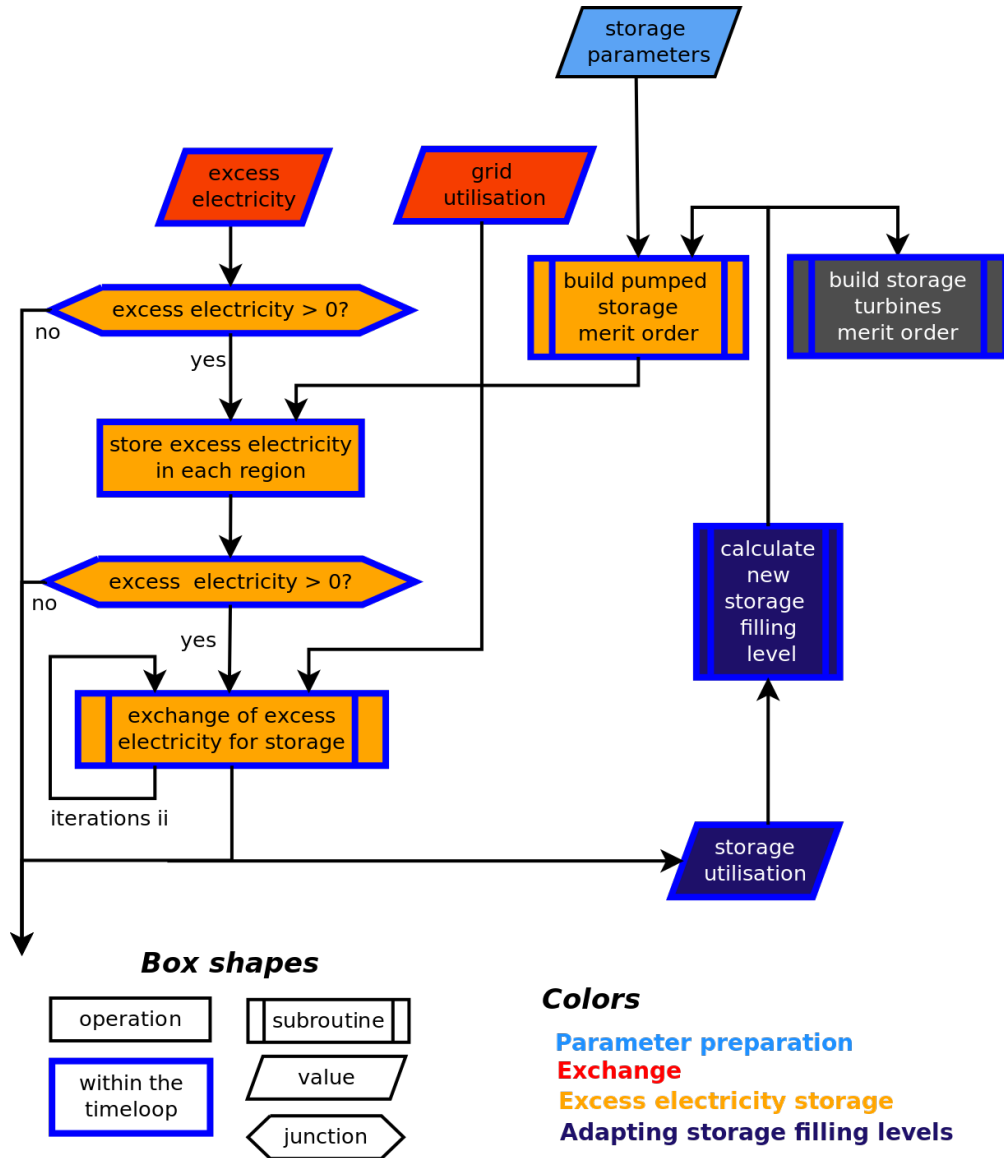 storage
parameters
excess
electricity
grid
utilisation
excess electricity > 0?
no
yes
build pumped
storage
merit order
build storage
turbines
merit order
store excess electricity
in each region
excess  electricity > 0?
no
yes
calculate
new
storage
filling
level
exchange of excess
electricity for storage
iterations ii
storage
utilisation
Box shapes
operation
subroutine
within the
timeloop
value
junction
Colors
Parameter preparation
Exchange
Excess electricity storage
Adapting storage filling levels